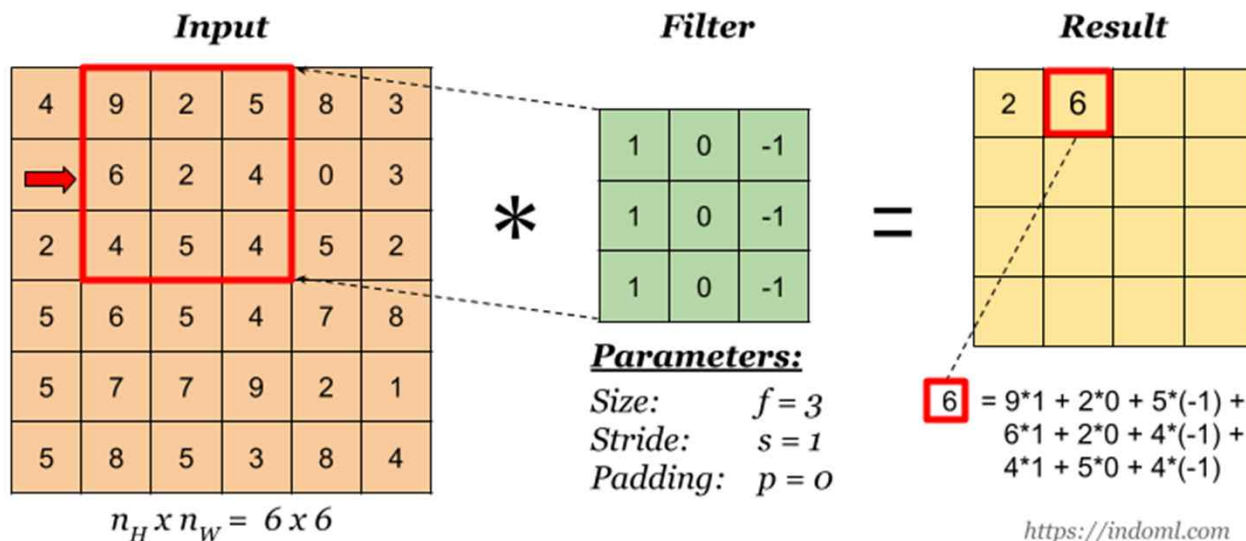 Input Filter Result
4 9 2 5 8 3
6 2 4 0 3
2 4 5 4 5 2
5 6 5 4 7 8
5 7 7 9 2 1
5 8 5 3 8 4
n_H x n_W = 6 x 6
*
1 0 -1
1 0 -1
1 0 -1
Parameters:
Size: f = 3
Stride: s = 1
Padding: p = 0
=
2 6
6 = 9*1 + 2*0 + 5*(-1) +
6*1 + 2*0 + 4*(-1) +
4*1 + 5*0 + 4*(-1)
https://indoml.com